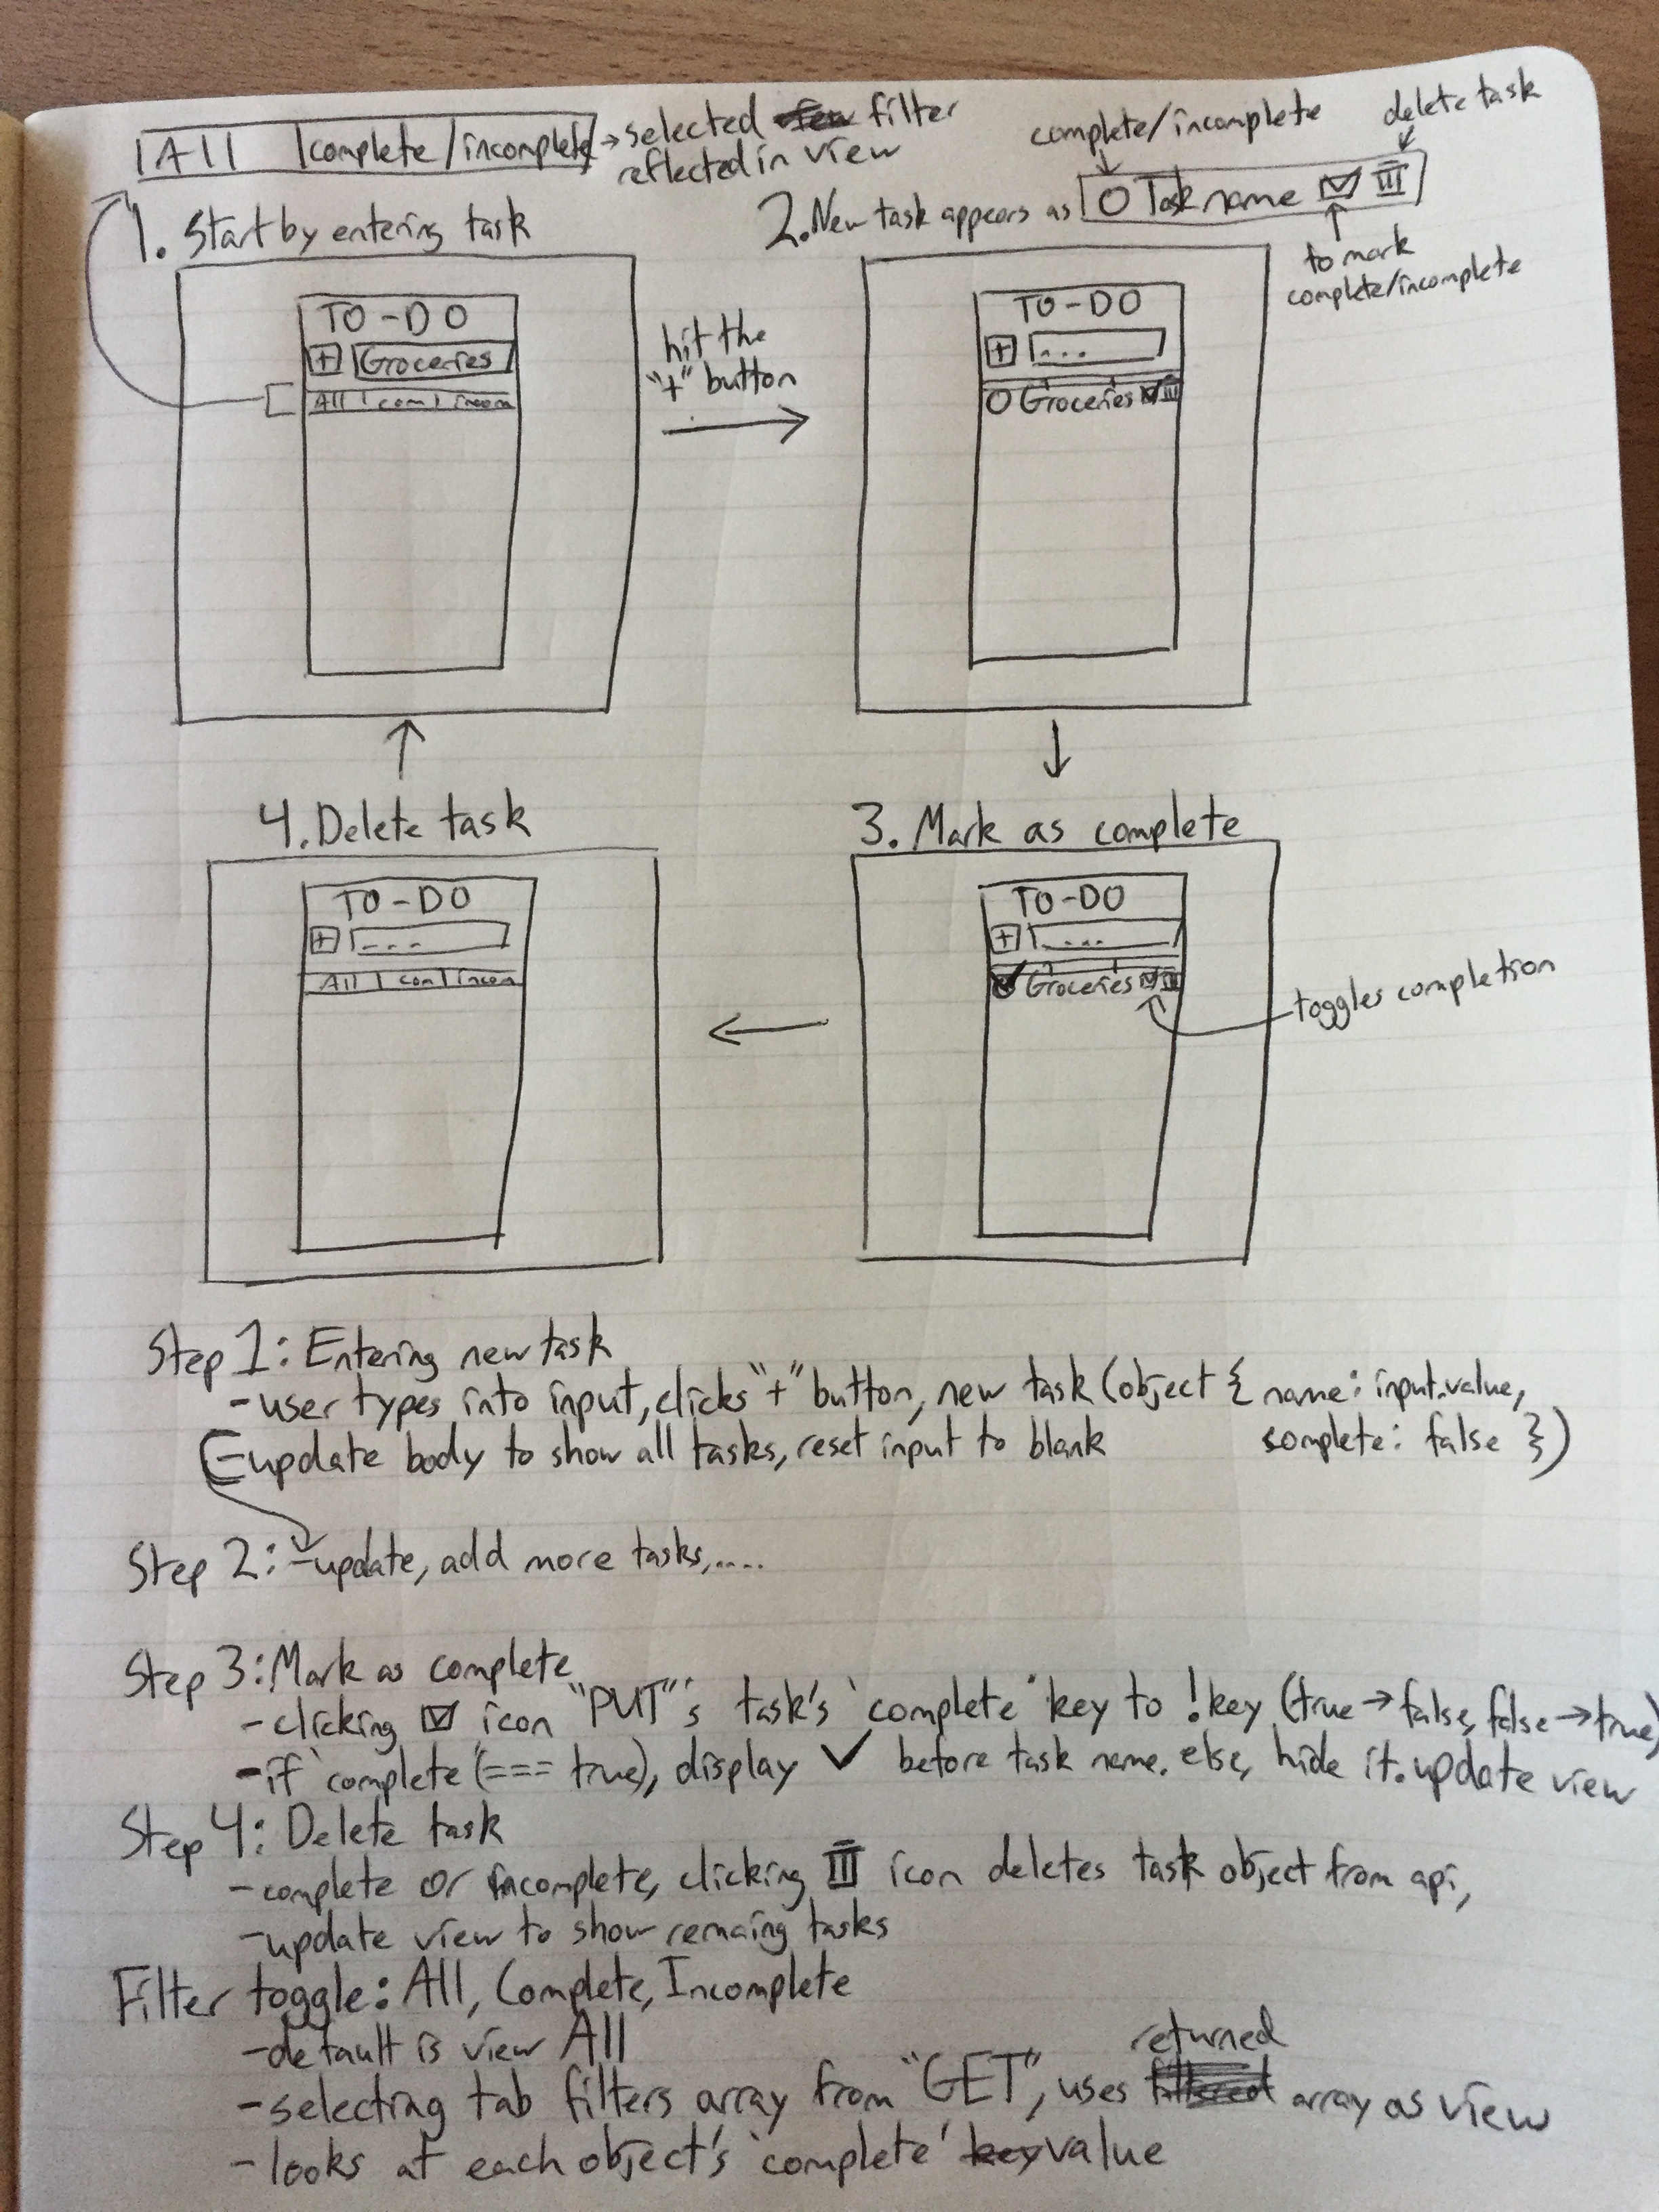 All | complete/incomplete → selected filter
reflected in view
complete/incomplete
delete task
1. Start by entering task
2. New task appears as
O Task name
to mark
complete/incomplete
TO-DO
+ Groceries
All | com | incom
hit the
"+" button
TO-DO
+ ...
O Groceries
4. Delete task
3. Mark as complete
TO-DO
+ ...
All | com | incom
TO-DO
+ ...
Groceries
toggles completion
Step 1: Entering new task
- user types into input, clicks "+" button, new task (object { name: input.value,
complete: false })
- update body to show all tasks, reset input to blank
Step 2: - update, add more tasks,.....
Step 3: Mark as complete
- clicking ☑ icon "PUT"'s task's `complete` key to !key (true → false, false → true)
- if `complete (=== true), display ✓ before task name. else, hide it. update view
Step 4: Delete task
- complete or incomplete, clicking icon deletes task object from api,
- update view to show remaing tasks
Filter toggle: All, Complete, Incomplete
- default is view All
- selecting tab filters array from "GET", uses returned array as view
- looks at each object's `complete' key value